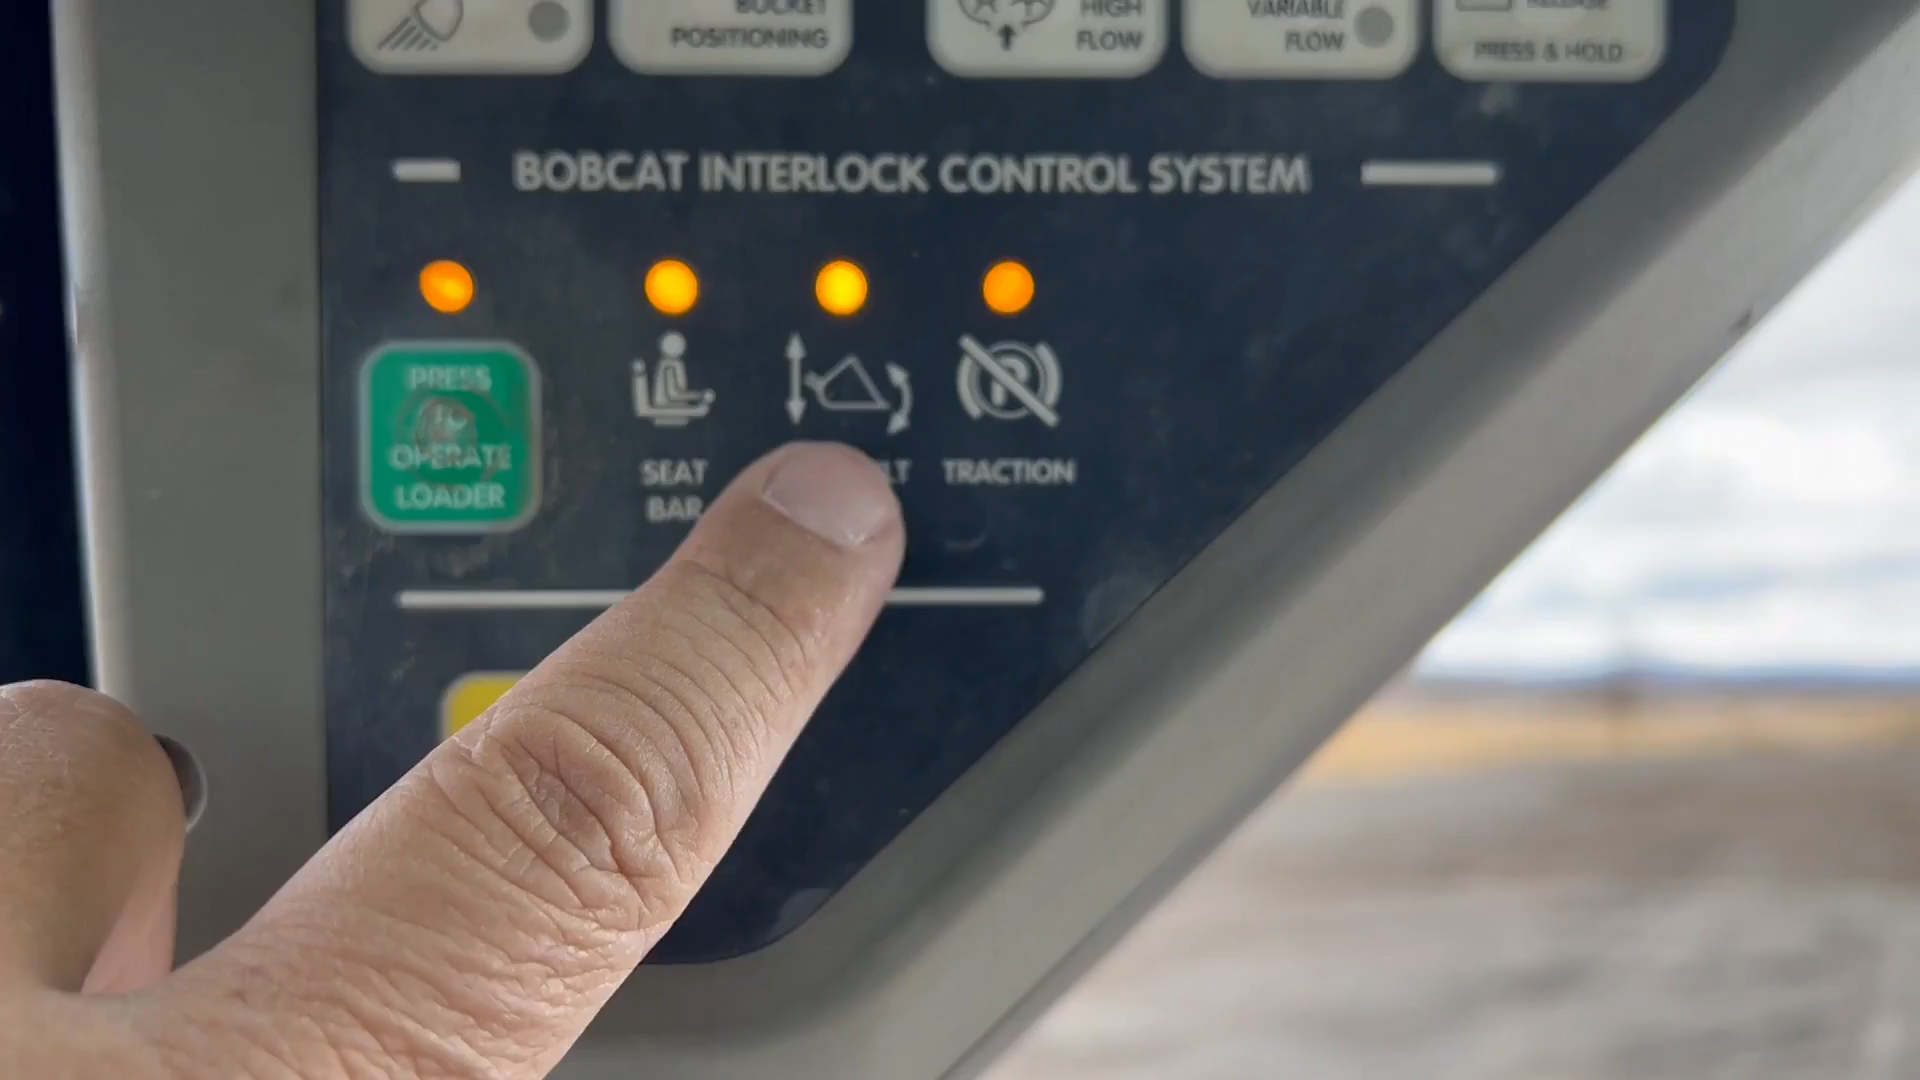 BUCKET
POSITIONING
HIGH
FLOW
VARIABLE
FLOW
RELEASE
PRESS & HOLD
BOBCAT INTERLOCK CONTROL SYSTEM
PRESS
TO
OPERATE
LOADER
SEAT
BAR
TRACTION